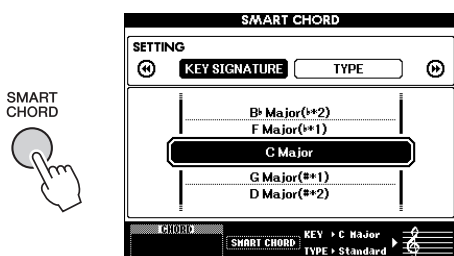 SMART CHORD
SETTING
KEY SIGNATURE TYPE
SMART
CHORD
B♭ Major(♭*2)
F Major(♭*1)
C Major
G Major(#*1)
D Major(#*2)
CHORD
SMART CHORD
KEY ▸ C Major
TYPE ▸ Standard